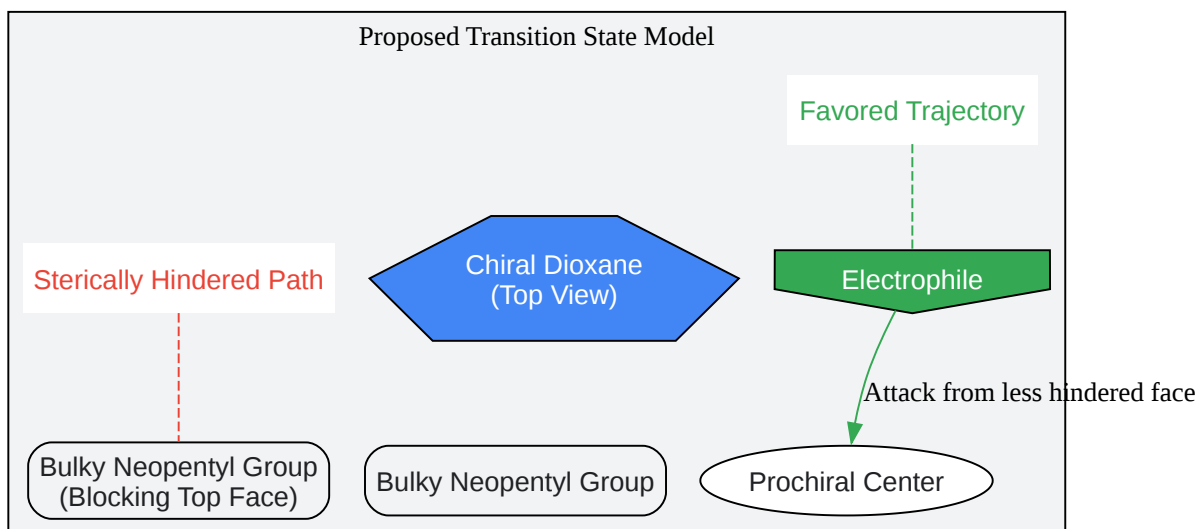 Proposed Transition State Model
Favored Trajectory
Sterically Hindered Path
Chiral Dioxane
(Top View)
Electrophile
Attack from less hindered face
Bulky Neopentyl Group
(Blocking Top Face)
Bulky Neopentyl Group
Prochiral Center